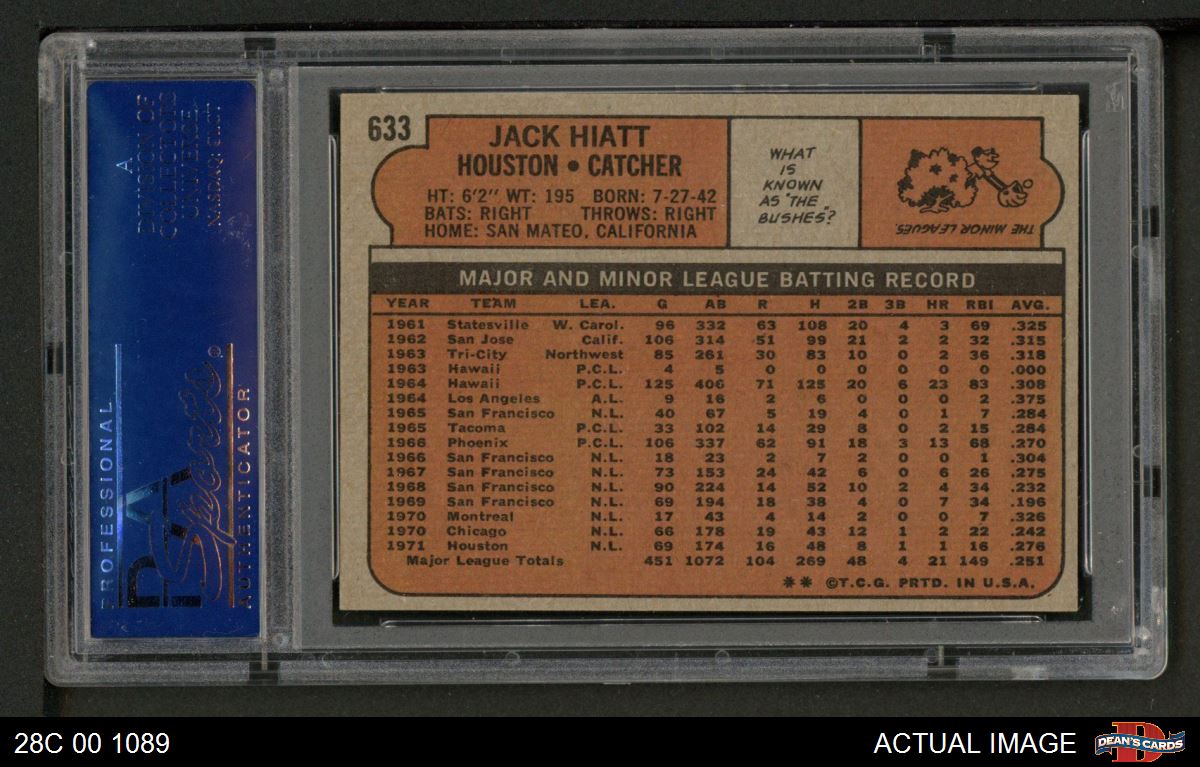 A
DIVISION OF
COLLECTORS
UNIVERSE
NASDAQ: CLCT
PROFESSIONAL
PSA
Sports®
AUTHENTICATOR
633
JACK HIATT
HOUSTON • CATCHER
HT: 6'2" WT: 195 BORN: 7-27-42
BATS: RIGHT THROWS: RIGHT
HOME: SAN MATEO, CALIFORNIA
WHAT
IS
KNOWN
AS "THE
BUSHES"?
THE MINOR LEAGUES.
MAJOR AND MINOR LEAGUE BATTING RECORD
YEAR TEAM LEA. G AB R H 2B 3B HR RBI AVG.
1961 Statesville W. Carol. 96 332 63 108 20 4 3 69 .325
1962 San Jose Calif. 106 314 51 99 21 2 2 32 .315
1963 Tri-City Northwest 85 261 30 83 10 0 2 36 .318
1963 Hawaii P.C.L. 4 5 0 0 0 0 0 0 .000
1964 Hawaii P.C.L. 125 406 71 125 20 6 23 83 .308
1964 Los Angeles A.L. 9 16 2 6 0 0 0 2 .375
1965 San Francisco N.L. 40 67 5 19 4 0 1 7 .284
1965 Tacoma P.C.L. 33 102 14 29 8 0 2 15 .284
1966 Phoenix P.C.L. 106 337 62 91 18 3 13 68 .270
1966 San Francisco N.L. 18 23 2 7 2 0 0 1 .304
1967 San Francisco N.L. 73 153 24 42 6 0 6 26 .275
1968 San Francisco N.L. 90 224 14 52 10 2 4 34 .232
1969 San Francisco N.L. 69 194 18 38 4 0 7 34 .196
1970 Montreal N.L. 17 43 4 14 2 0 0 7 .326
1970 Chicago N.L. 66 178 19 43 12 1 2 22 .242
1971 Houston N.L. 69 174 16 48 8 1 1 16 .276
Major League Totals 451 1072 104 269 48 4 21 149 .251
** ©T.C.G. PRTD. IN U.S.A.
28C 00 1089
ACTUAL IMAGE
D
DEAN'S CARDS